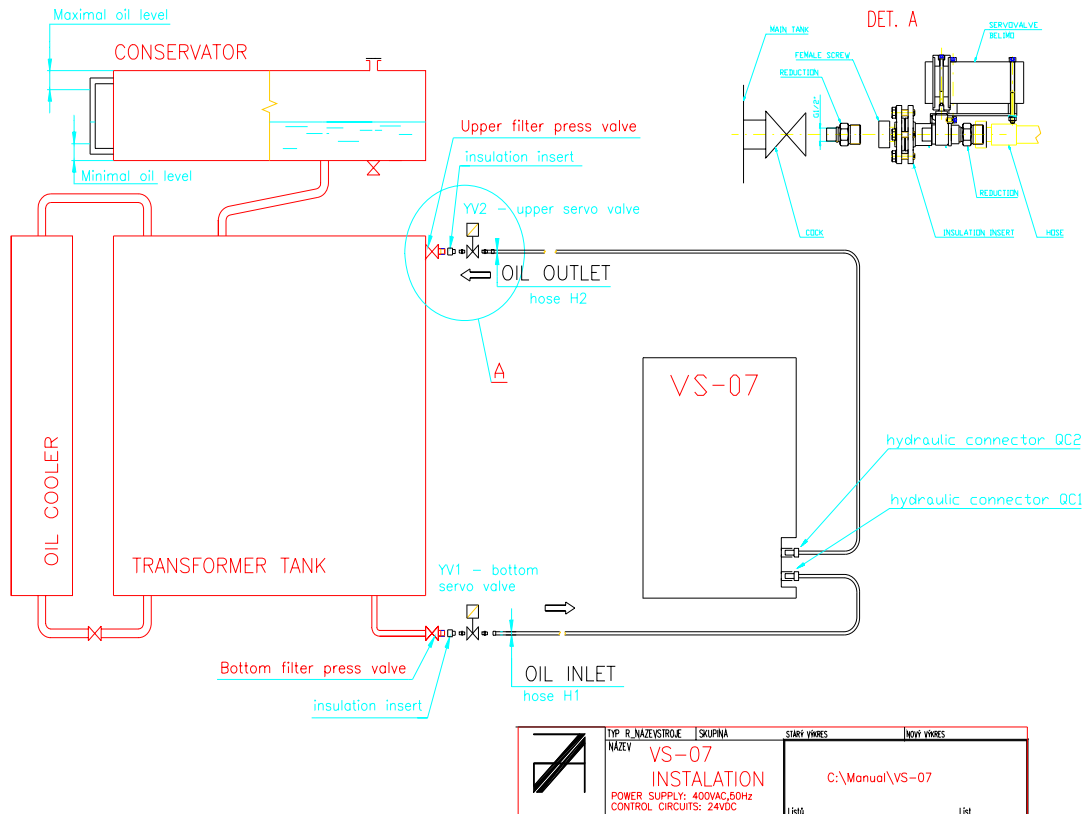 Maximal oil level
CONSERVATOR
Minimal oil level
Upper filter press valve
insulation insert
YV2 - upper servo valve
OIL OUTLET
hose H2
A
DET. A
MAIN TANK
FEMALE SCREW
REDUCTION
G1/2"
SERVOVALVE
BELIMO
REDUCTION
COCK
INSULATION INSERT
HOSE
VS-07
hydraulic connector QC2
hydraulic connector QC1
OIL COOLER
TRANSFORMER TANK
YV1 - bottom
servo valve
Bottom filter press valve
insulation insert
OIL INLET
hose H1
TYP R_NÁZEVSTROJE
SKUPINA
STARÝ VÝKRES
NOVÝ VÝKRES
NÁZEV
VS-07
INSTALATION
POWER SUPPLY: 400VAC,50Hz
CONTROL CIRCUITS: 24VDC
C:\Manual\VS-07
Listů
List